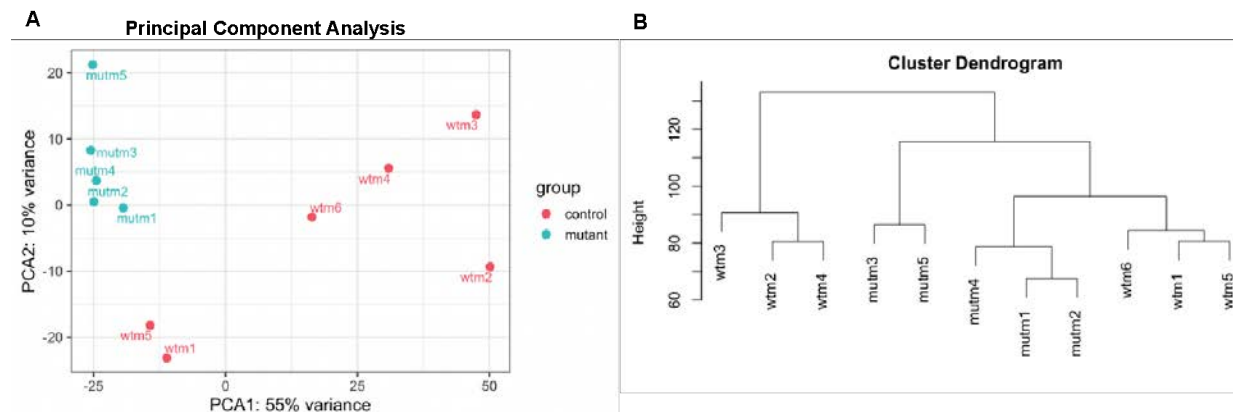 A
Principal Component Analysis
20
10
0
-10
-20
PCA2: 10% variance
mutm5
mutm3
mutm4
mutm2
mutm1
wtm3
wtm4
wtm6
wtm2
wtm5
wtm1
-25
0
25
50
PCA1: 55% variance
group
control
mutant
B
Cluster Dendrogram
Height
120
100
80
60
wtm3
wtm2
wtm4
mutm3
mutm5
mutm4
mutm1
mutm2
wtm6
wtm1
wtm5